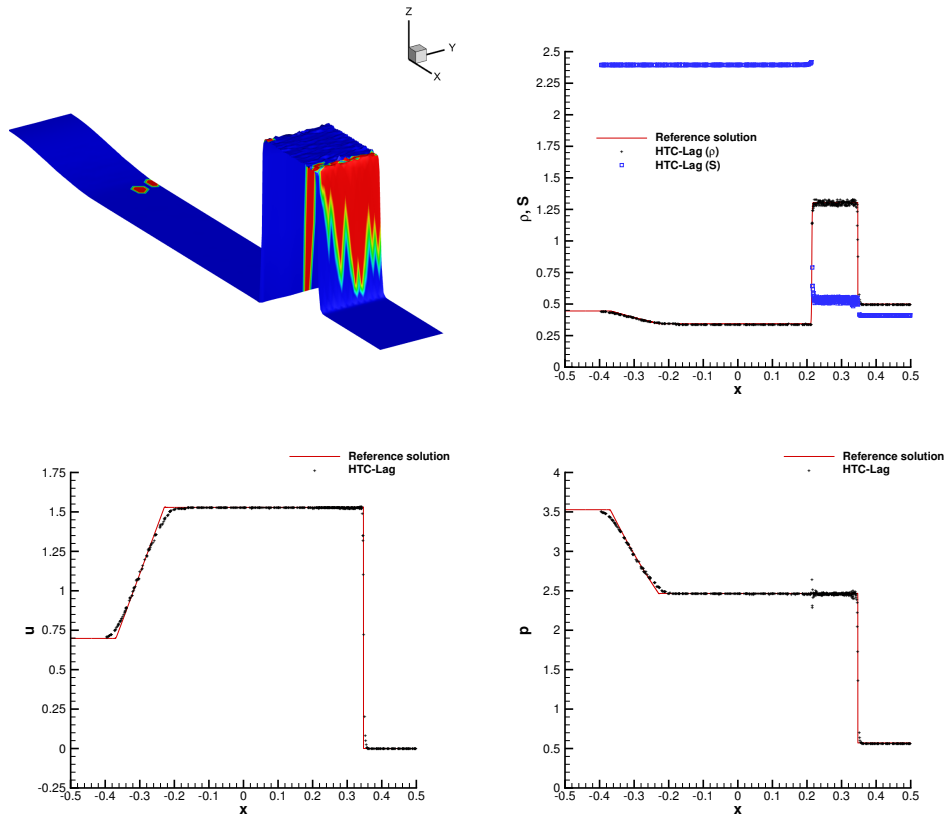 Z
Y
X
2.5
2.25
2
1.75
1.5
1.25
1
0.75
0.5
0.25
0
ρ, S
Reference solution
HTC-Lag (ρ)
HTC-Lag (S)
-0.5 -0.4 -0.3 -0.2 -0.1 0 0.1 0.2 0.3 0.4 0.5
x
1.75
1.5
1.25
1
0.75
0.5
0.25
0
-0.25
u
Reference solution
HTC-Lag
-0.5 -0.4 -0.3 -0.2 -0.1 0 0.1 0.2 0.3 0.4 0.5
x
4
3.5
3
2.5
2
1.5
1
0.5
0
p
Reference solution
HTC-Lag
-0.5 -0.4 -0.3 -0.2 -0.1 0 0.1 0.2 0.3 0.4 0.5
x